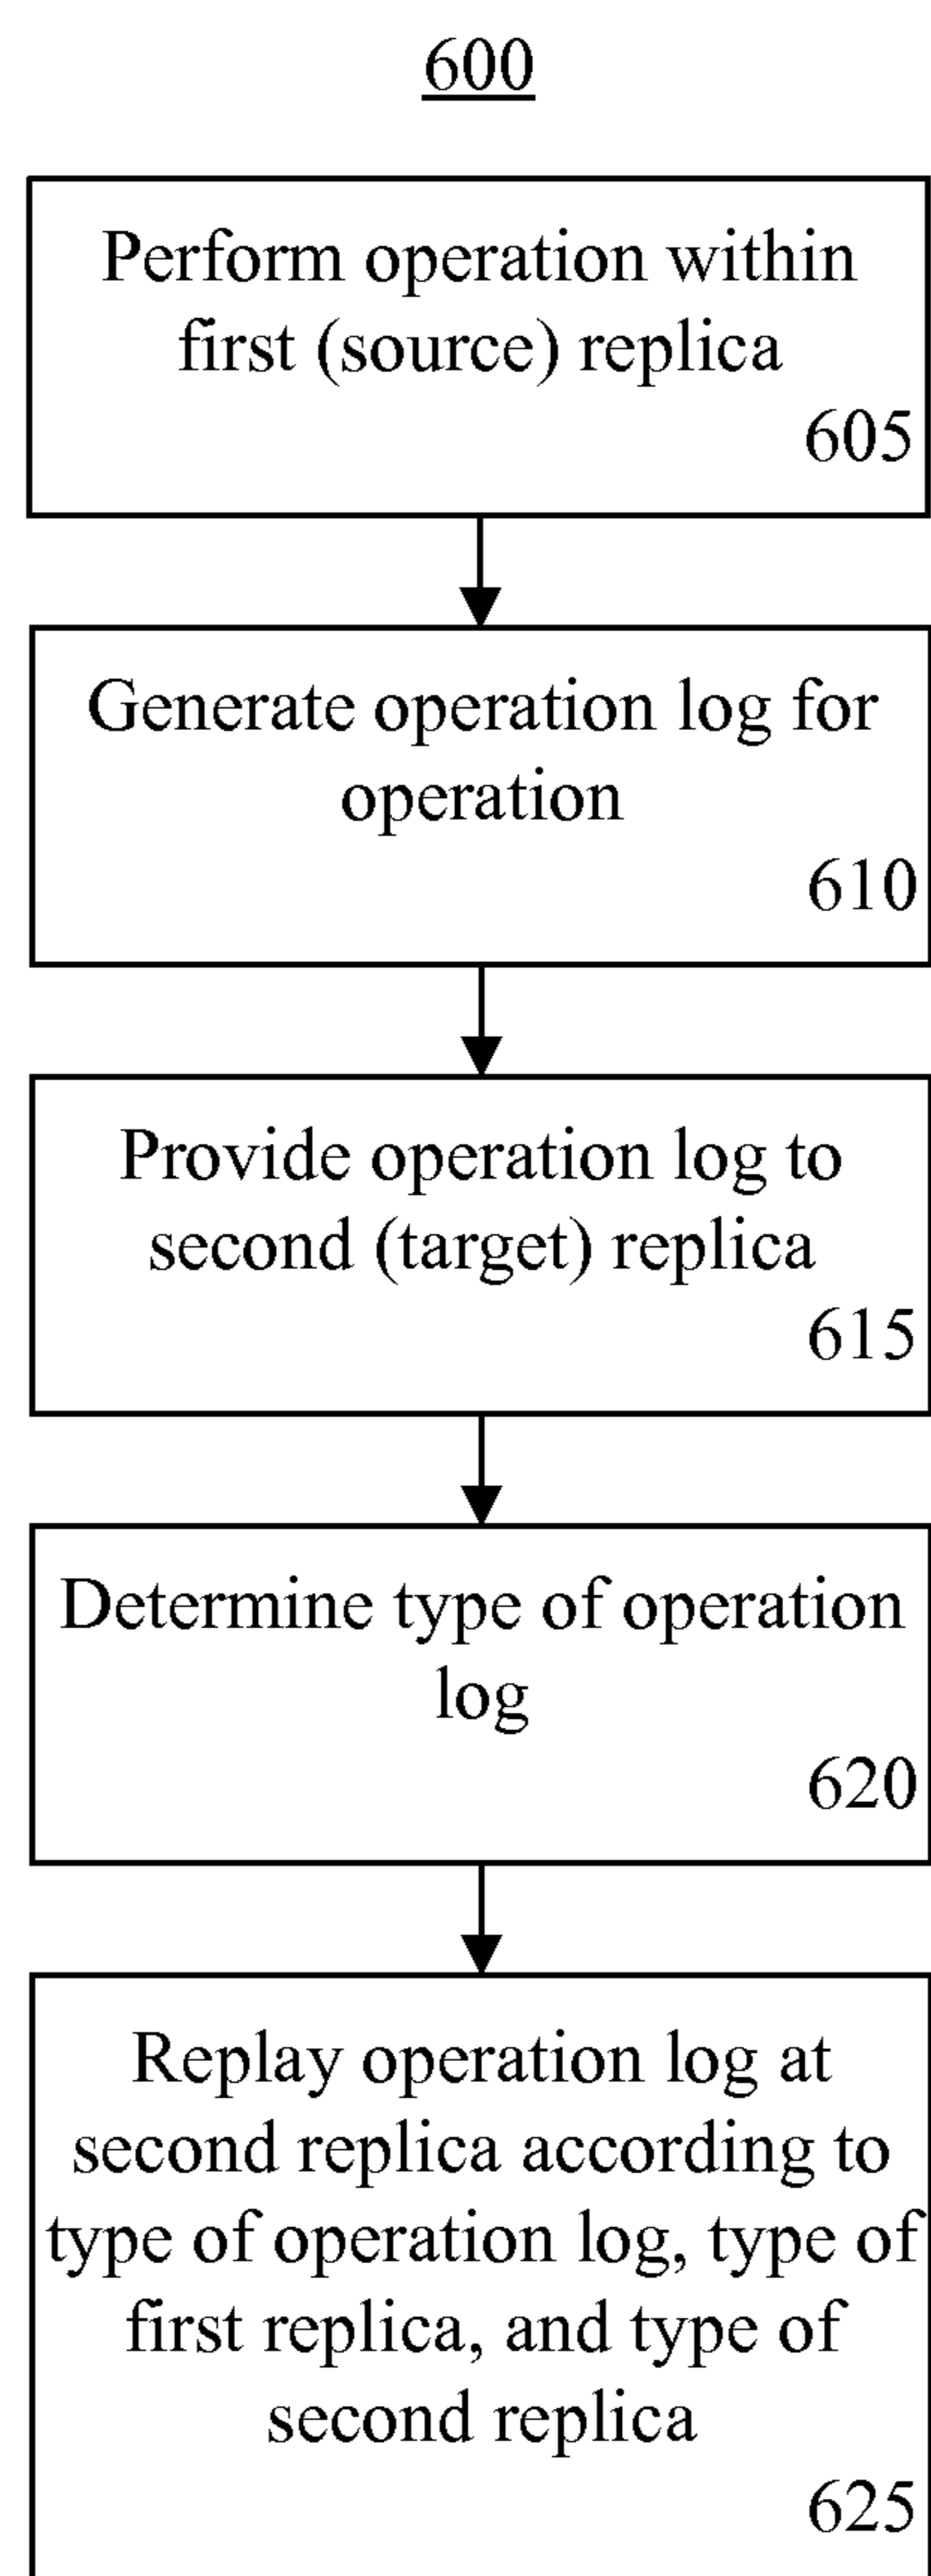 600
Perform operation within
first (source) replica
605
Generate operation log for
operation
610
Provide operation log to
second (target) replica
615
Determine type of operation
log
620
Replay operation log at
second replica according to
type of operation log, type of
first replica, and type of
second replica
625